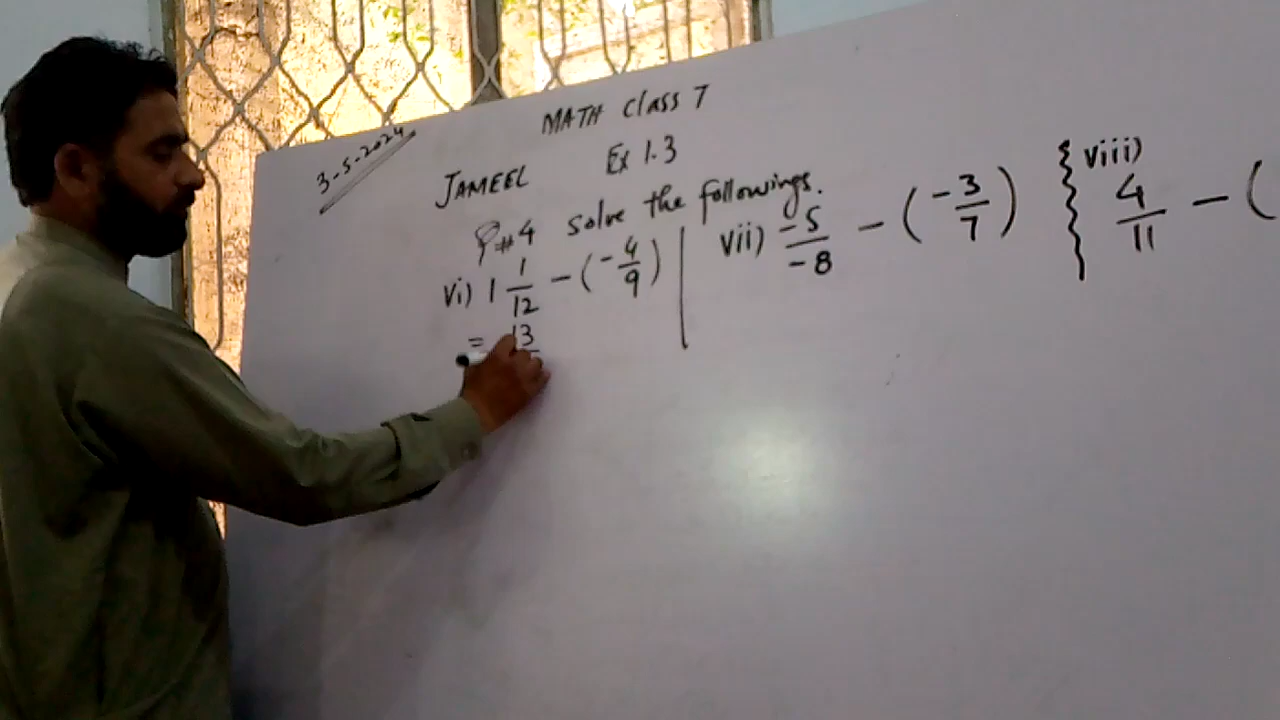 MATH Class 7
3-5-2024
JAMEEL Ex 1.3
Q#4 Solve the followings.
vi) 1 1/12 - (-4/9)
= 13
vii) -5/-8 - (-3/7)
viii) 4/11 - (